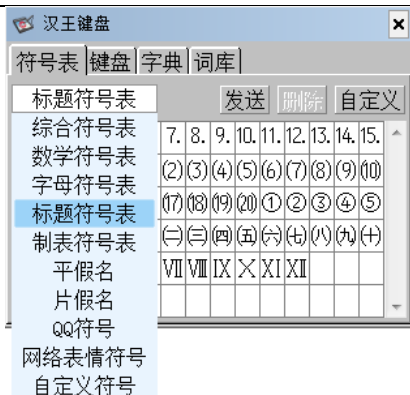 汉王键盘
符号表 键盘 字典 词库
标题符号表 发送 删除 自定义
综合符号表
数学符号表
字母符号表
标题符号表
制表符号表
平假名
片假名
QQ符号
网络表情符号
自定义符号
7. 8. 9. 10. 11. 12. 13. 14. 15.
(2) (3) (4) (5) (6) (7) (8) (9) (10)
(17) (18) (19) (20) ① ② ③ ④ ⑤
(二) (三) (四) (五) (六) (七) (八) (九) (十)
Ⅶ Ⅷ Ⅸ Ⅹ Ⅺ Ⅻ